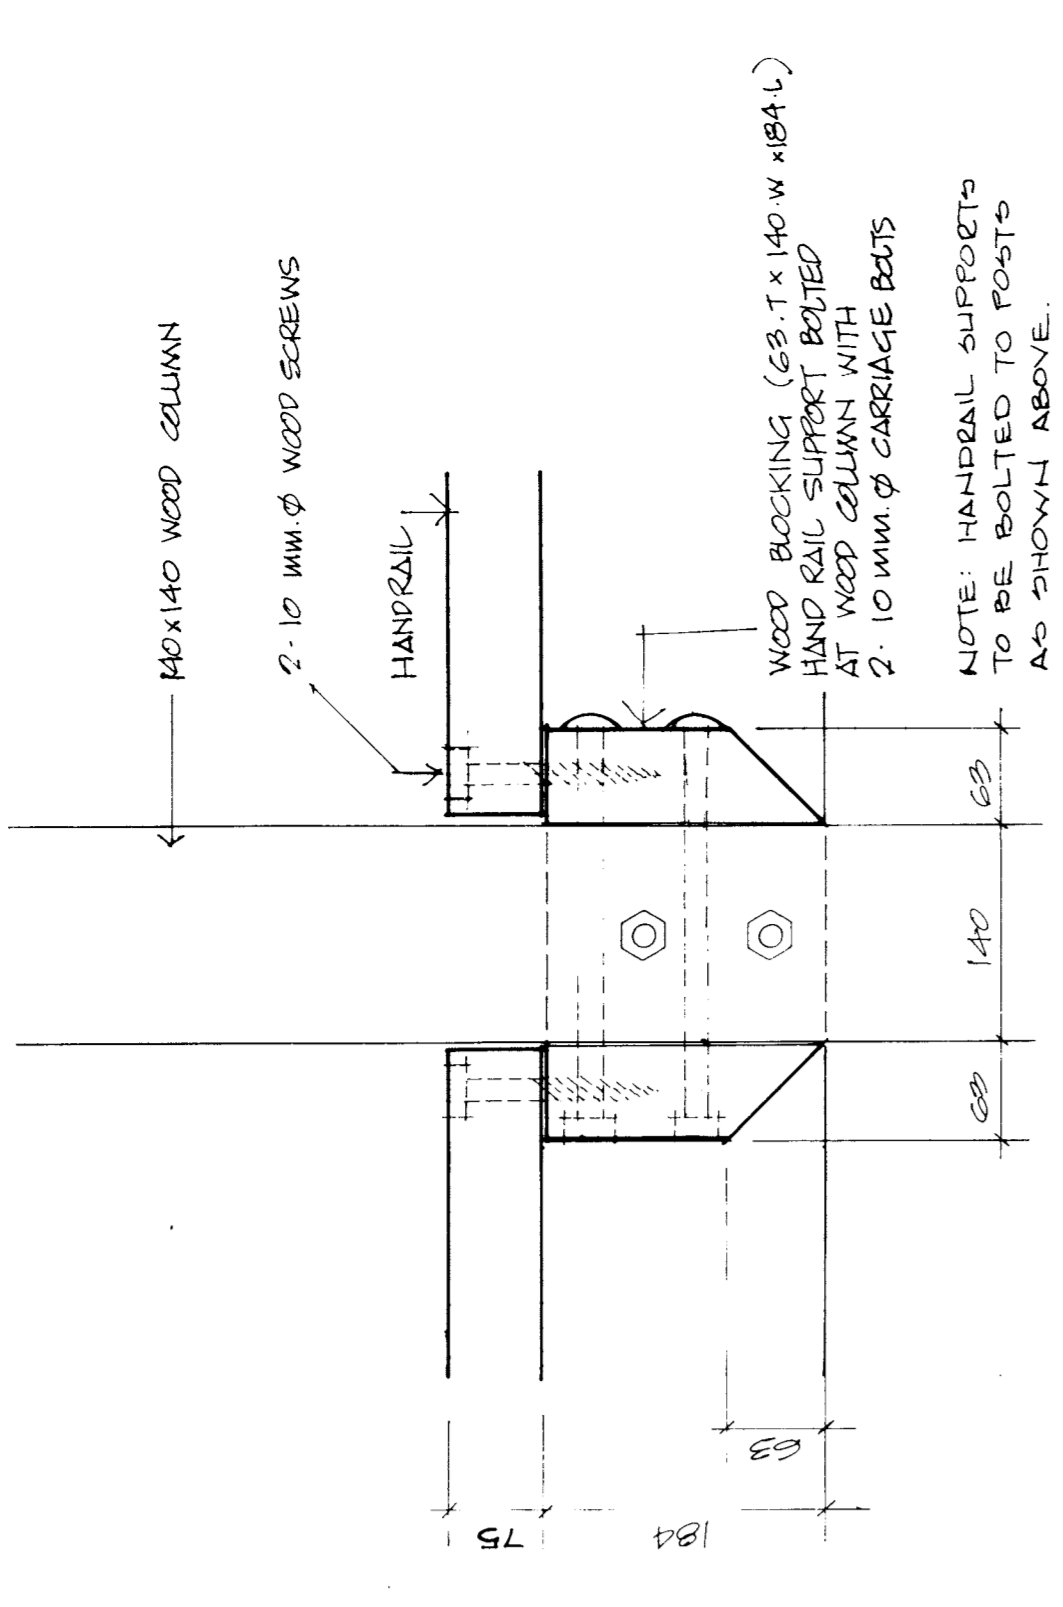 140x140 WOOD COLUMN
2-10 MM.Ø WOOD SCREWS
HANDRAIL
WOOD BLOCKING (63.T x 140.W x184.L)
HAND RAIL SUPPORT BOLTED
AT WOOD COLUMN WITH
2-10 MM.Ø CARRIAGE BOLTS
NOTE: HANDRAIL SUPPORTS
TO BE BOLTED TO POSTS
AS SHOWN ABOVE.
75
184
63
63
140
63